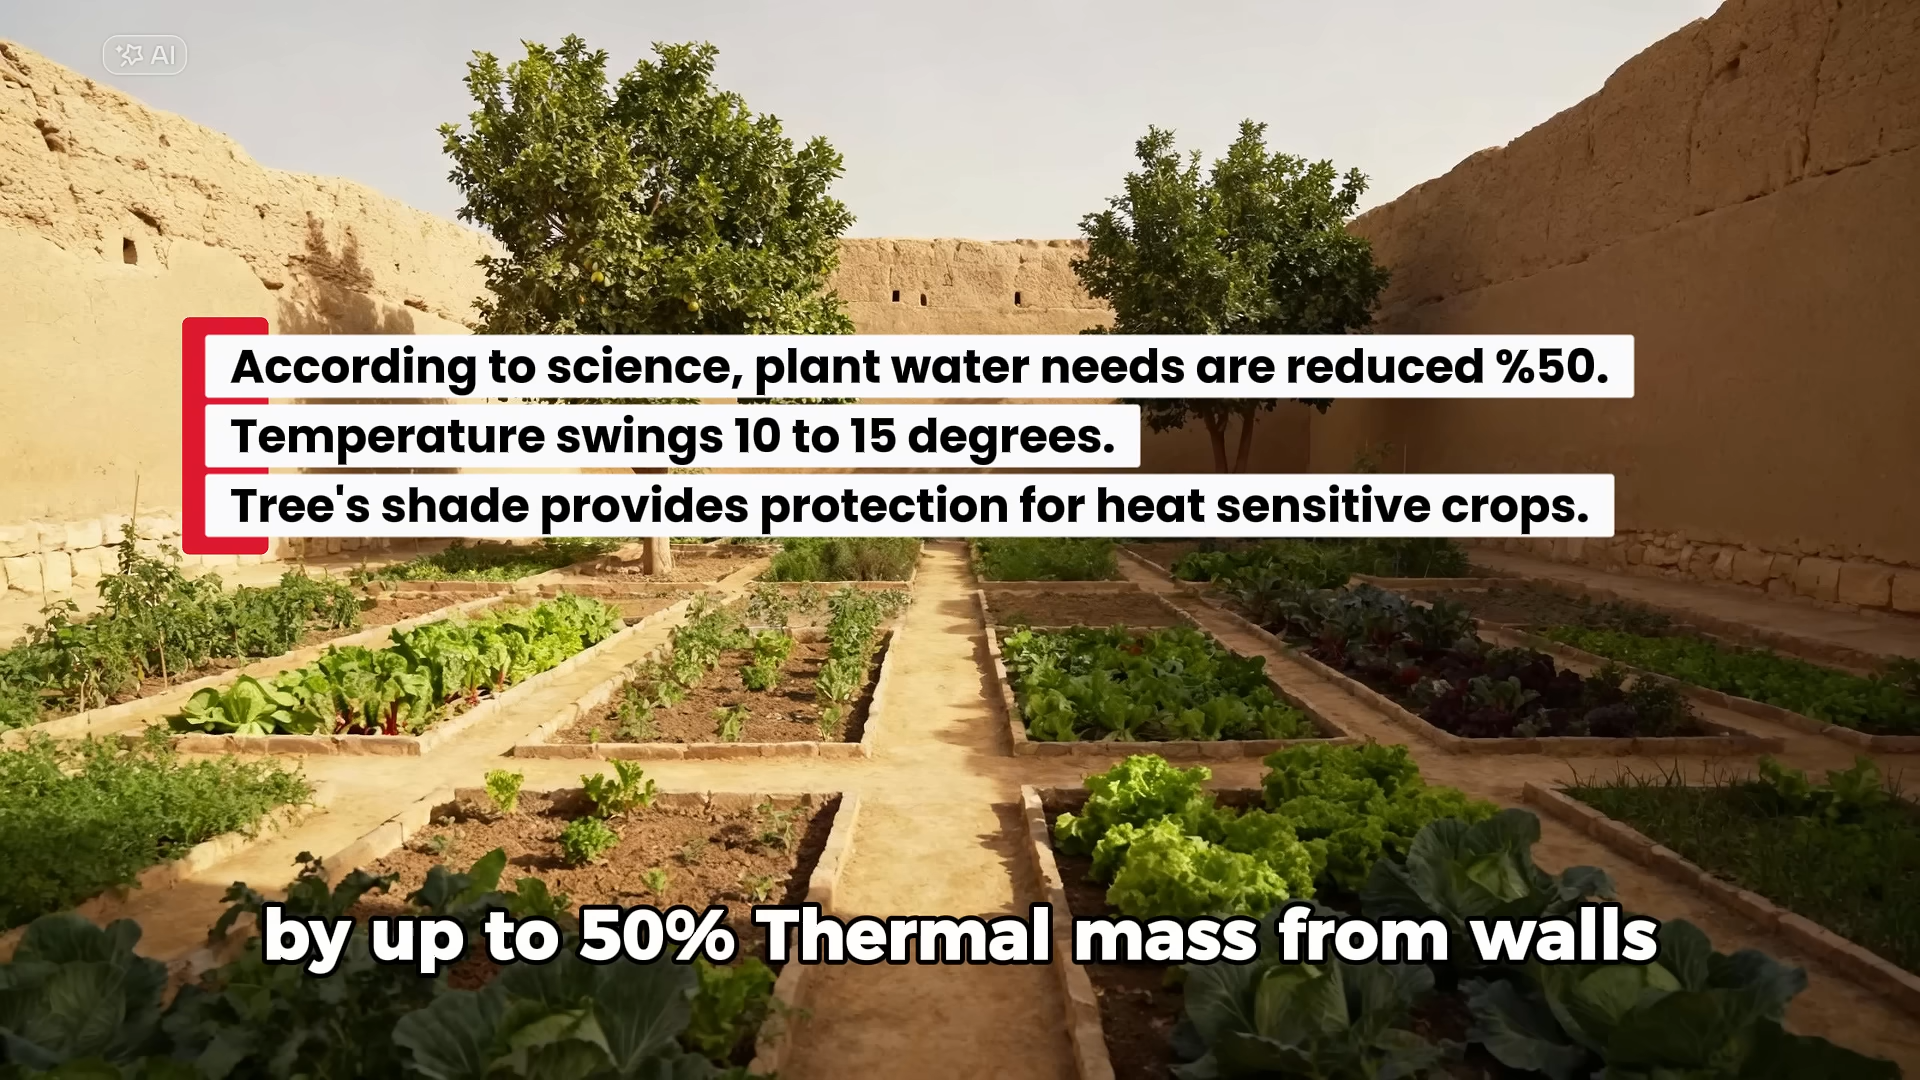 AI
According to science, plant water needs are reduced %50.
Temperature swings 10 to 15 degrees.
Tree's shade provides protection for heat sensitive crops.
by up to 50% Thermal mass from walls